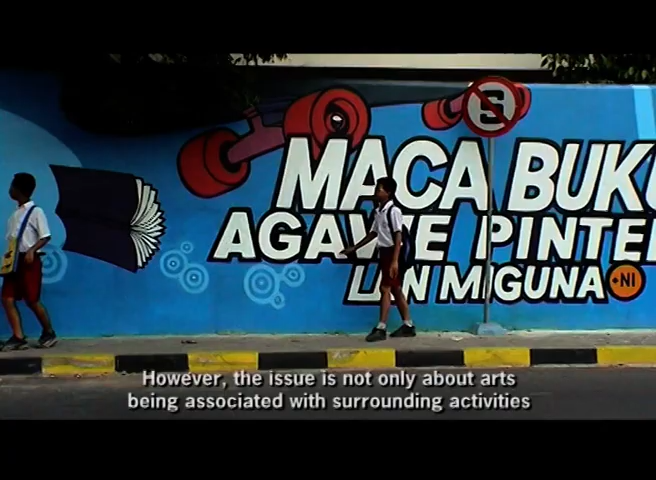 S
MACA BUKU
AGAWE PINTER
LAN MIGUNA•NI
However, the issue is not only about arts
being associated with surrounding activities